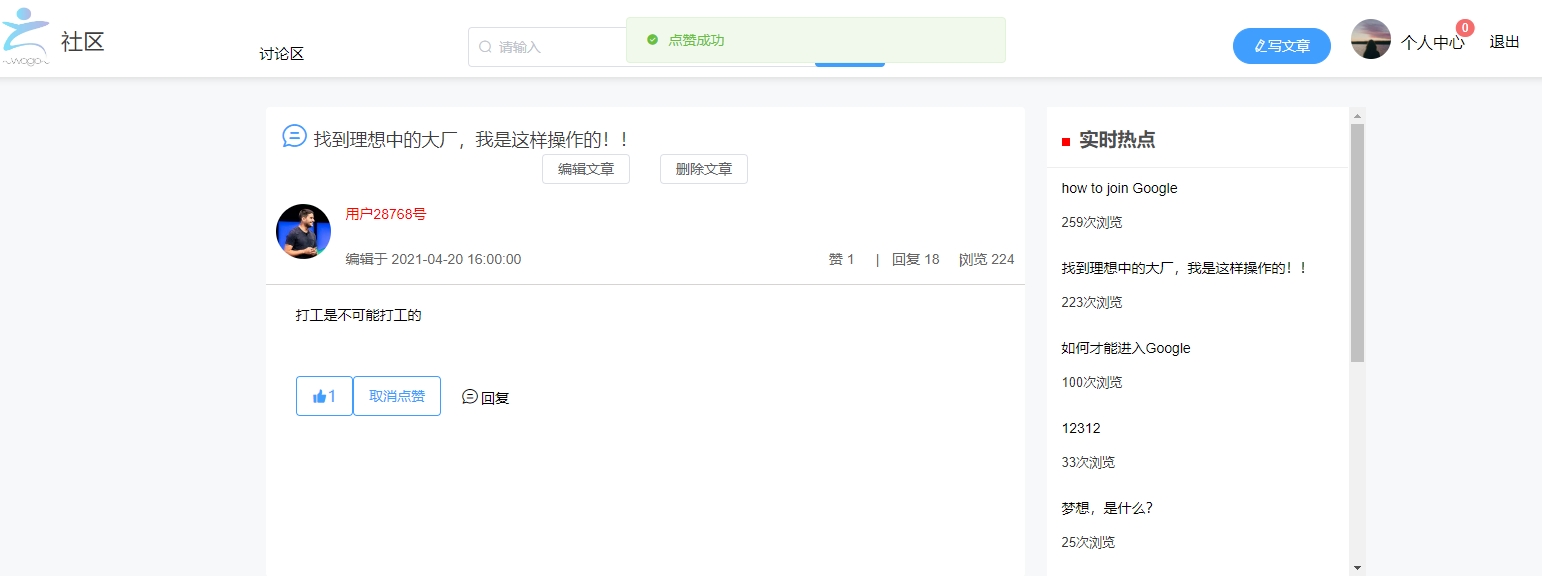 社区
讨论区
请输入
点赞成功
写文章
个人中心
0
退出
找到理想中的大厂，我是这样操作的！！
编辑文章
删除文章
用户28768号
编辑于 2021-04-20 16:00:00
赞 1 | 回复 18 浏览 224
打工是不可能打工的
1
取消点赞
回复
实时热点
how to join Google
259次浏览
找到理想中的大厂，我是这样操作的！！
223次浏览
如何才能进入Google
100次浏览
12312
33次浏览
梦想，是什么?
25次浏览